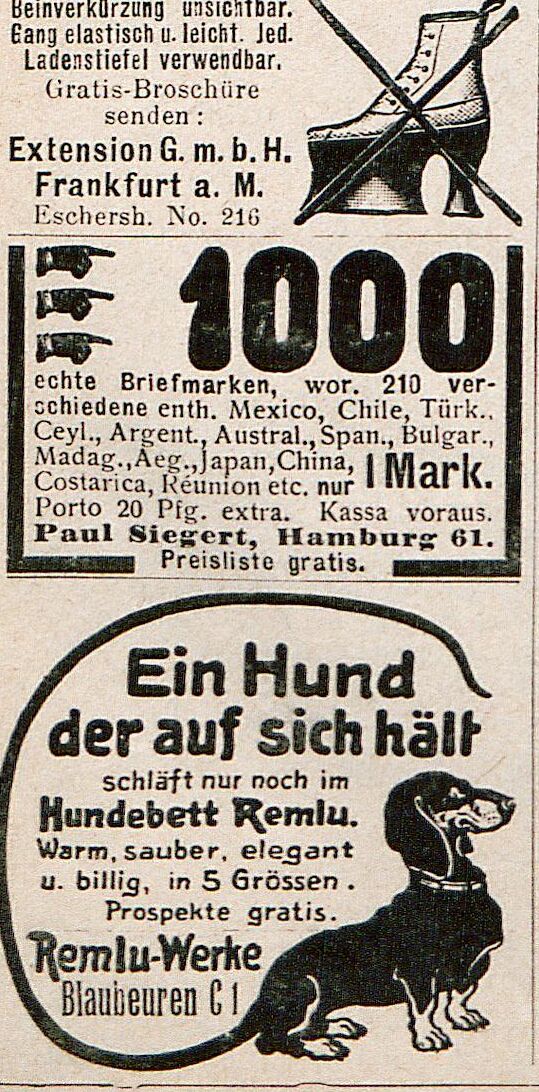 Beinverkürzung unsichtbar.
Gang elastisch u. leicht. Jed.
Ladenstiefel verwendbar.
Gratis-Broschüre
senden :
Extension G. m. b. H.
Frankfurt a. M.
Eschersh. No. 216
1000
echte Briefmarken, wor. 210 ver-
schiedene enth. Mexico, Chile, Türk.,
Ceyl., Argent., Austral., Span., Bulgar.,
Madag., Aeg., Japan, China,
Costarica, Réunion etc. nur 1 Mark.
Porto 20 Pfg. extra. Kassa voraus.
Paul Siegert, Hamburg 61.
Preisliste gratis.
Ein Hund
der auf sich hält
schläft nur noch im
Hundebett Remlu.
Warm, sauber, elegant
u. billig, in 5 Grössen.
Prospekte gratis.
Remlu-Werke
Blaubeuren C 1